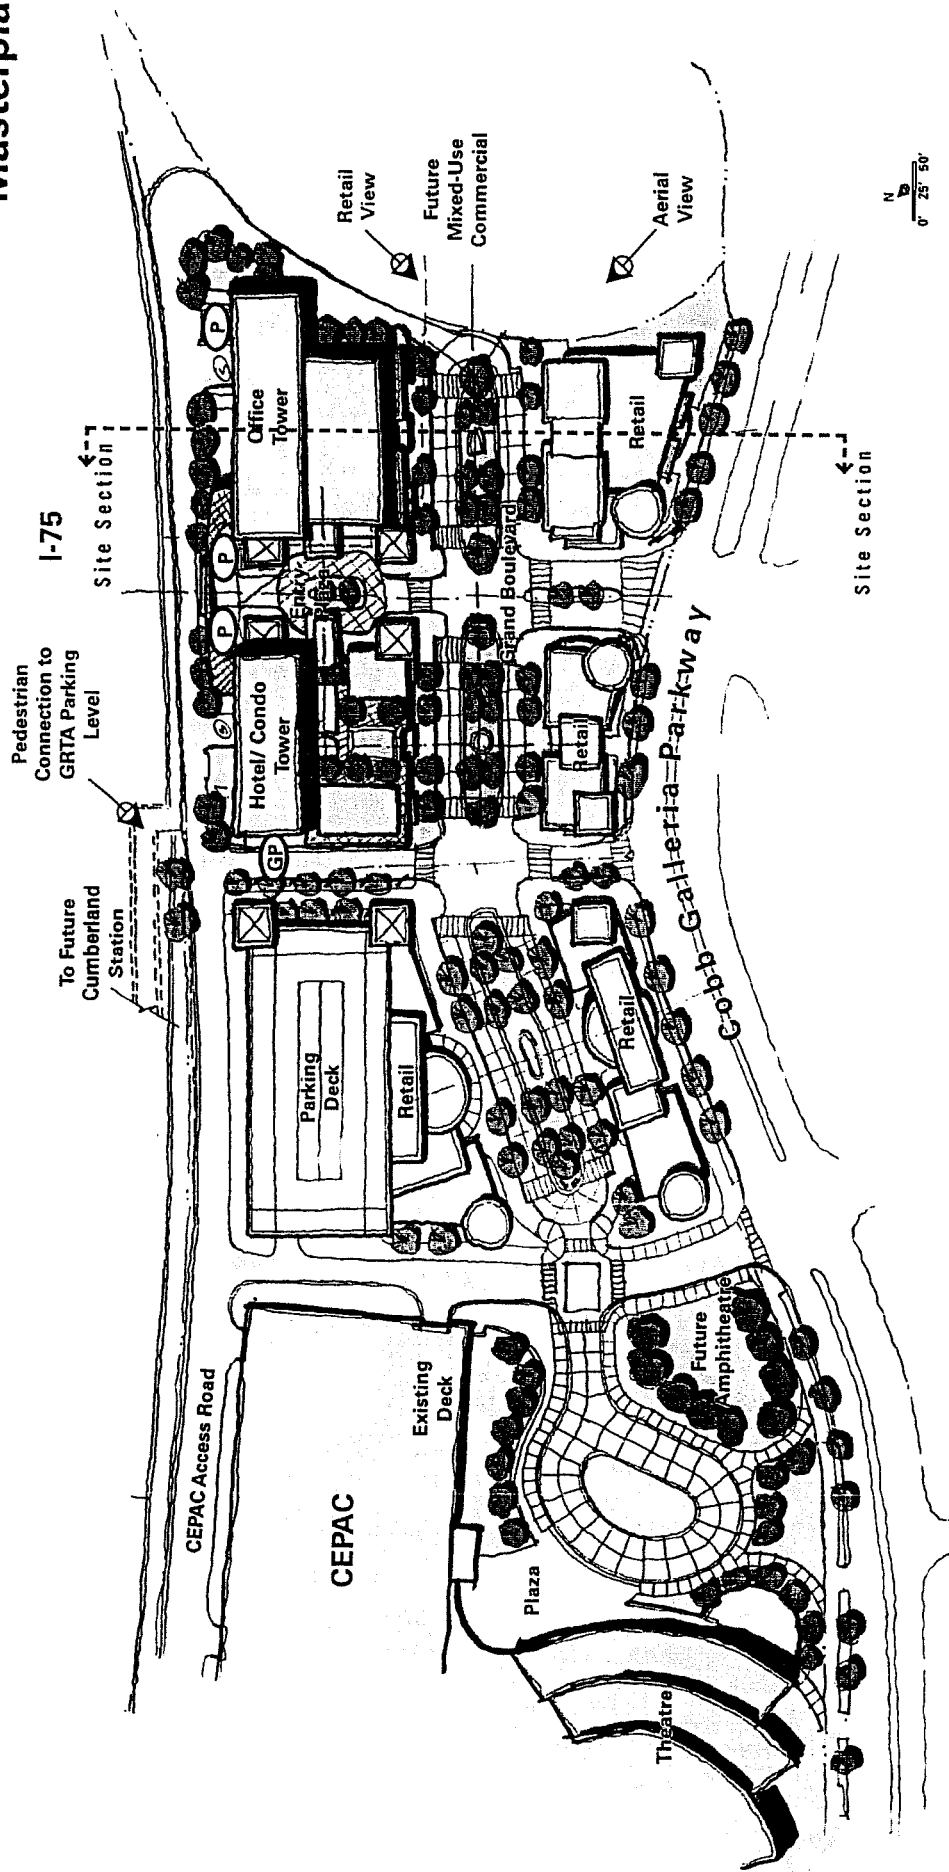 I-75
Site Section
Pedestrian
Connection to
GRTA Parking
Level
To Future
Cumberland
Station
Retail
View
Future
Mixed-Use
Commercial
Aerial
View
N
0' 25' 50'
P
S
Office
Tower
P
P
S
Entry
Plaza
Hotel/ Condo
Tower
GP
Grand Boulevard
Retail
Retail
Site Section
Cobb Galleria Parkway
Parking
Deck
Retail
Retail
CEPAC Access Road
Existing
Deck
CEPAC
Future
Amphitheatre
Plaza
Theatre